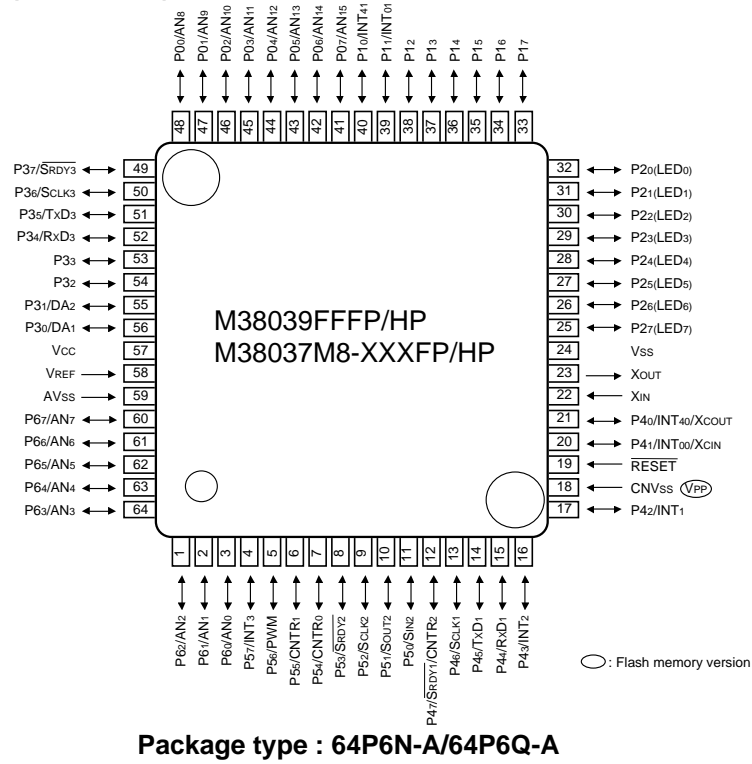 P00/AN8
P01/AN9
P02/AN10
P03/AN11
P04/AN12
P05/AN13
P06/AN14
P07/AN15
P10/INT41
P11/INT01
P12
P13
P14
P15
P16
P17
48 47 46 45 44 43 42 41 40 39 38 37 36 35 34 33
P37/SRDY3 49
P36/SCLK3 50
P35/TXD3 51
P34/RXD3 52
P33 53
P32 54
P31/DA2 55
P30/DA1 56
VCC 57
VREF 58
AVSS 59
P67/AN7 60
P66/AN6 61
P65/AN5 62
P64/AN4 63
P63/AN3 64
M38039FFFP/HP
M38037M8-XXXFP/HP
32 P20(LED0)
31 P21(LED1)
30 P22(LED2)
29 P23(LED3)
28 P24(LED4)
27 P25(LED5)
26 P26(LED6)
25 P27(LED7)
24 VSS
23 XOUT
22 XIN
21 P40/INT40/XCOUT
20 P41/INT00/XCIN
19 RESET
18 CNVSS VPP
17 P42/INT1
1 2 3 4 5 6 7 8 9 10 11 12 13 14 15 16
P62/AN2
P61/AN1
P60/AN0
P57/INT3
P56/PWM
P55/CNTR1
P54/CNTR0
P53/SRDY2
P52/SCLK2
P51/SOUT2
P50/SIN2
P47/SRDY1/CNTR2
P46/SCLK1
P45/TXD1
P44/RXD1
P43/INT2
: Flash memory version
Package type : 64P6N-A/64P6Q-A